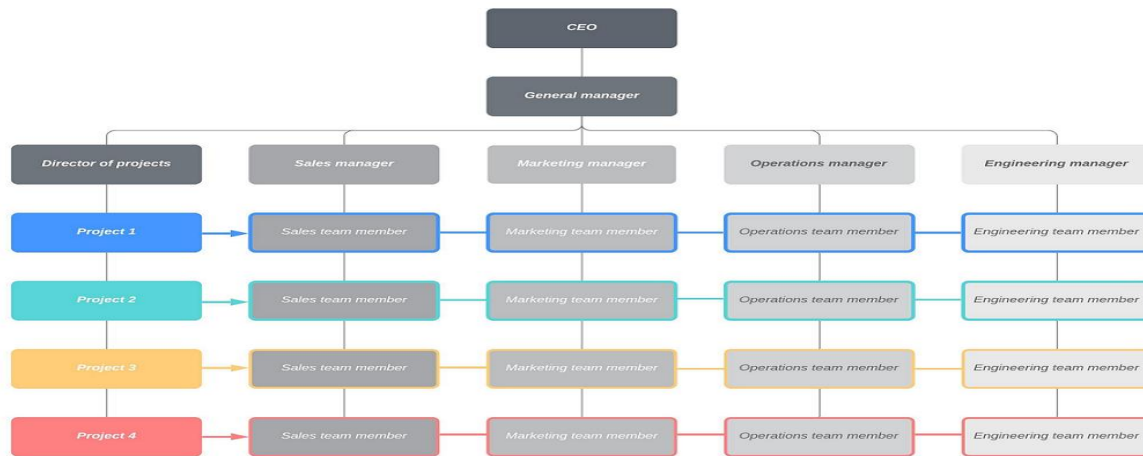 CEO
General manager
Director of projects
Sales manager
Marketing manager
Operations manager
Engineering manager
Project 1
Sales team member
Marketing team member
Operations team member
Engineering team member
Project 2
Sales team member
Marketing team member
Operations team member
Engineering team member
Project 3
Sales team member
Marketing team member
Operations team member
Engineering team member
Project 4
Sales team member
Marketing team member
Operations team member
Engineering team member